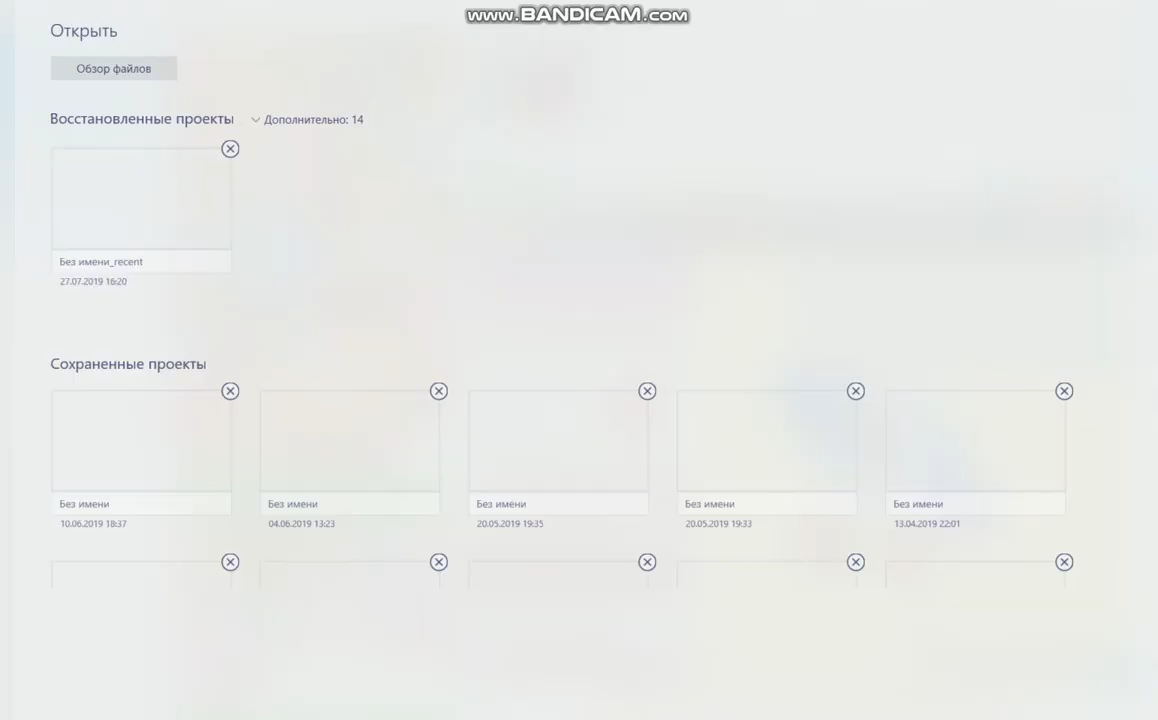 www.BANDICAM.com
Открыть
Обзор файлов
Восстановленные проекты
Дополнительно: 14
Без имени_recent
27.07.2019 16:20
Сохраненные проекты
Без имени
10.06.2019 18:37
Без имени
04.06.2019 13:23
Без имени
20.05.2019 19:35
Без имени
20.05.2019 19:33
Без имени
13.04.2019 22:01